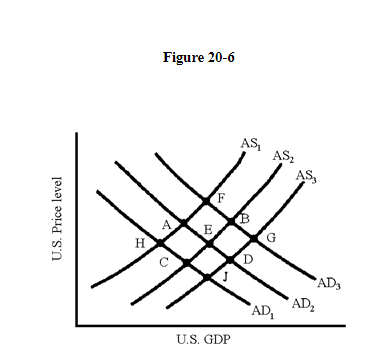 Figure 20-6
U.S. Price level
AS1
AS2
AS3
F
B
A
E
G
H
C
D
J
AD3
AD2
AD1
U.S. GDP